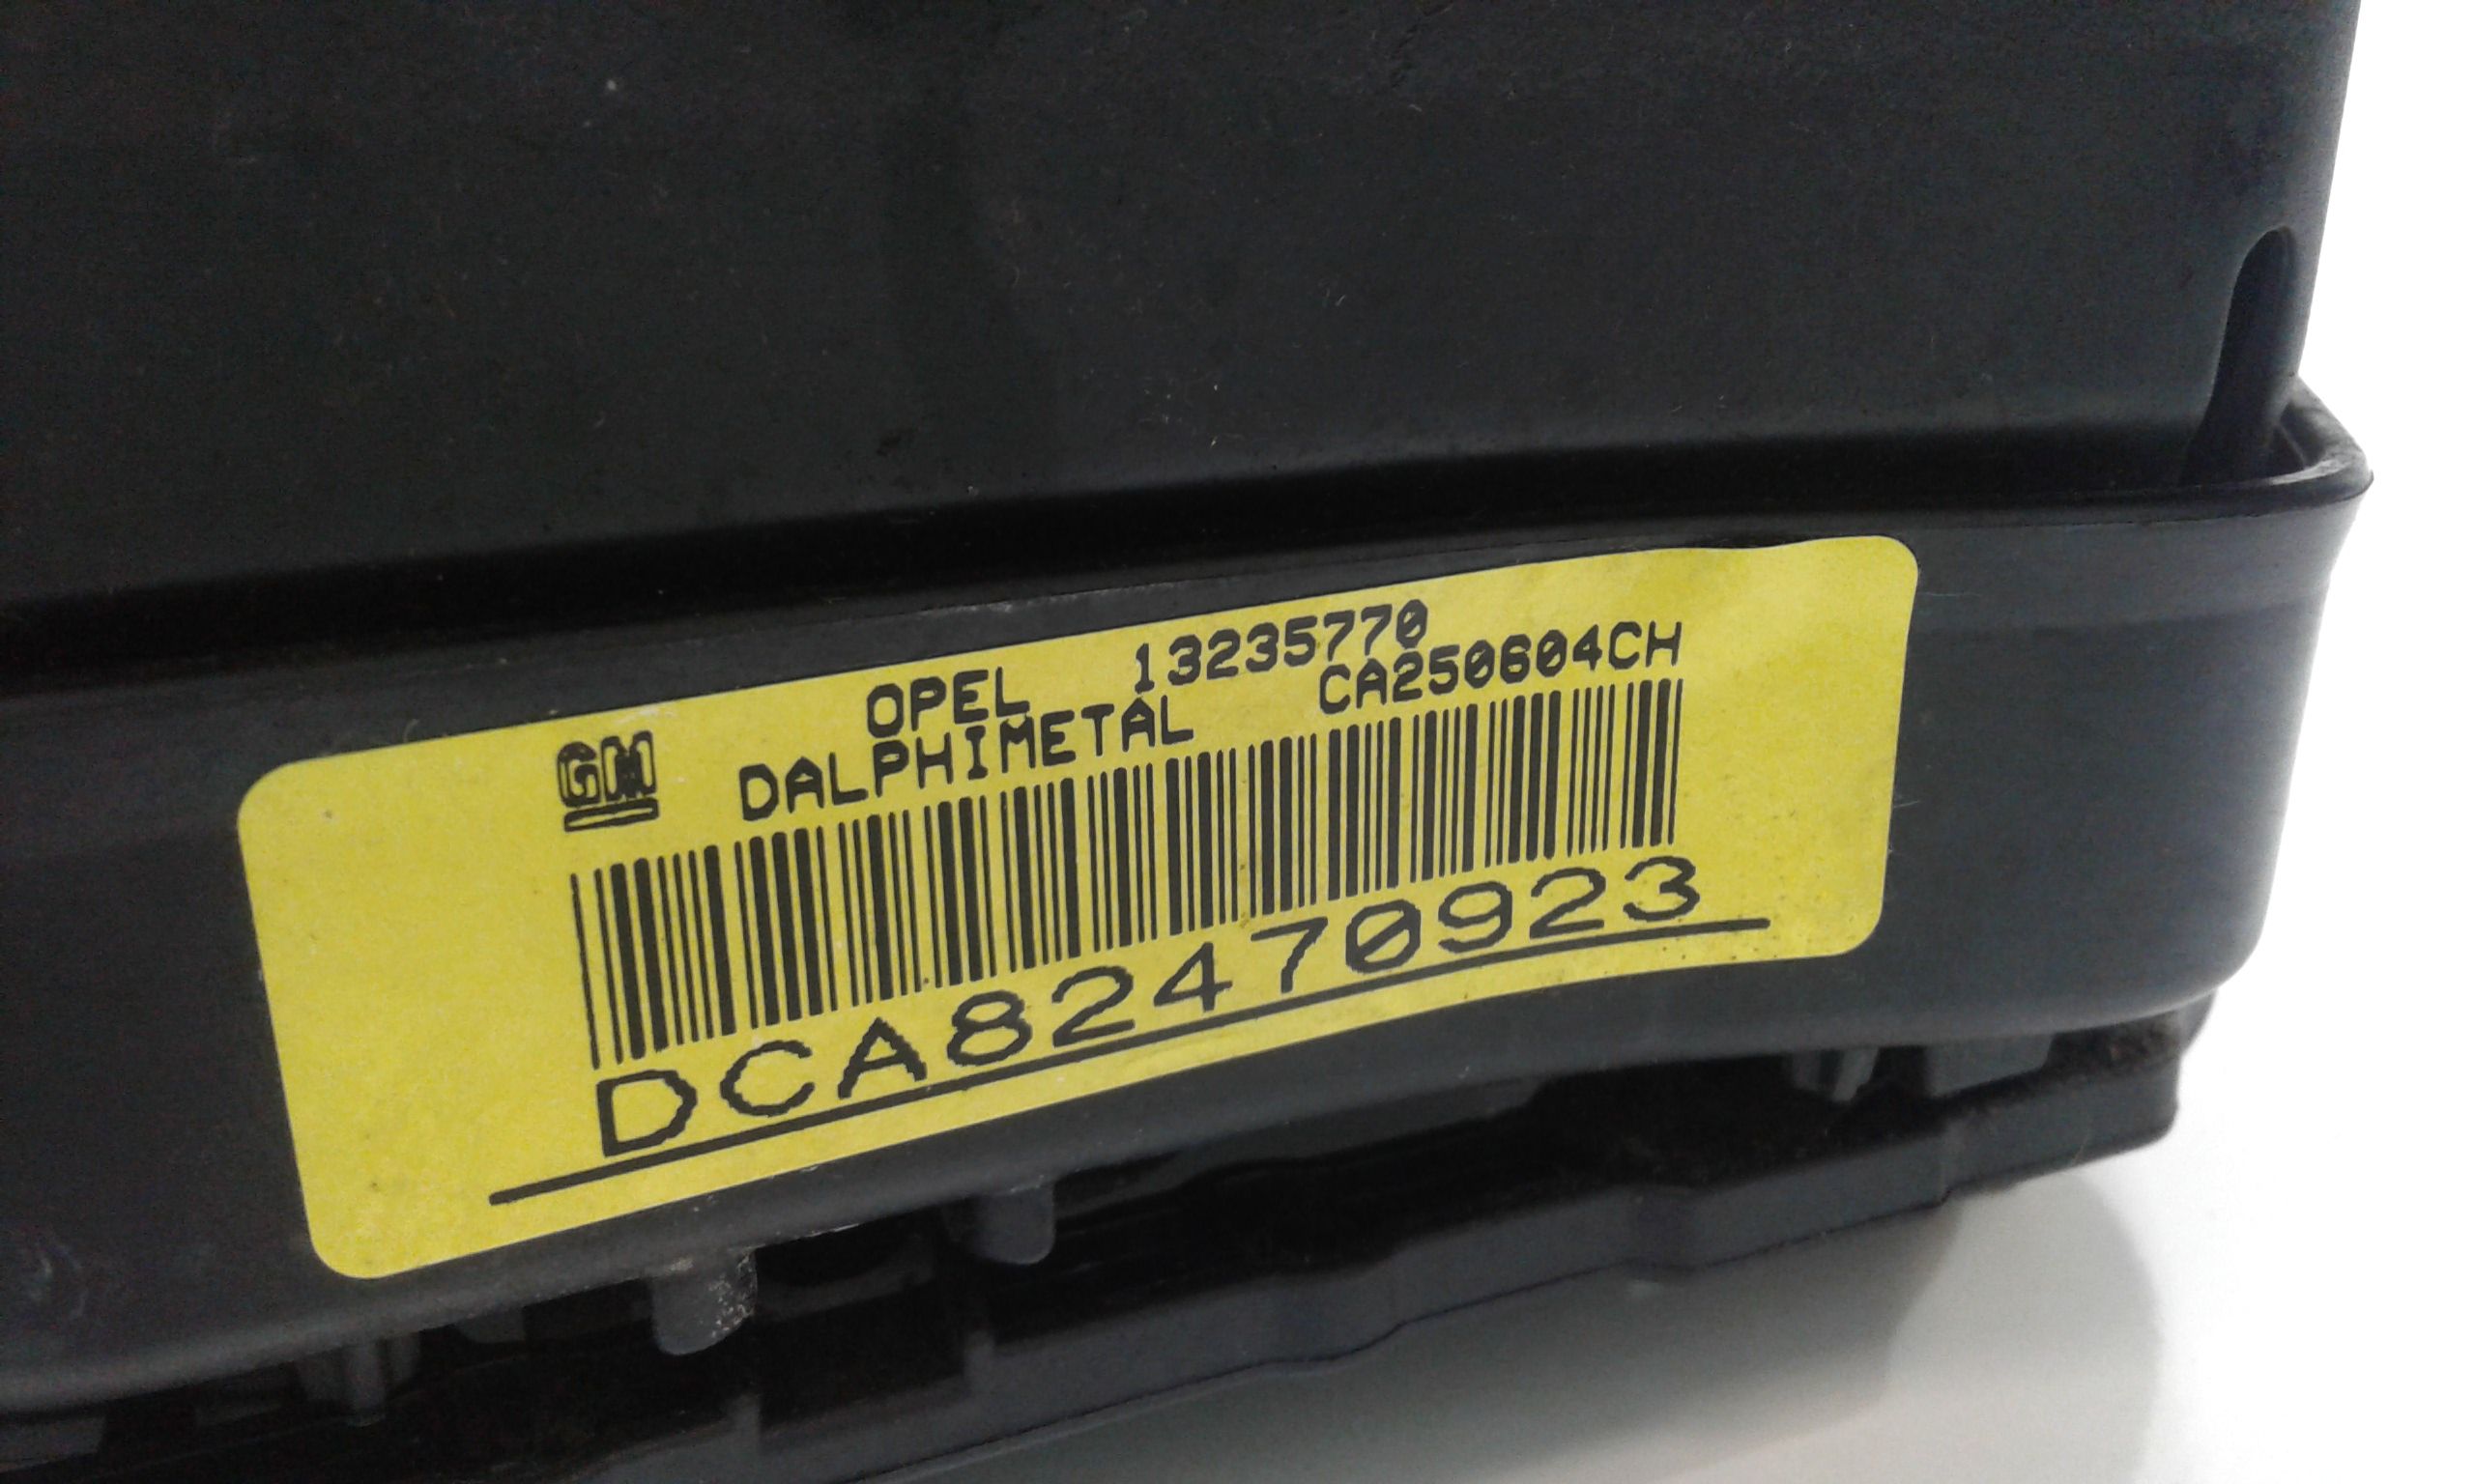 GM
OPEL 13235770
DALPHIMETAL CA250604CH
DCA82470923